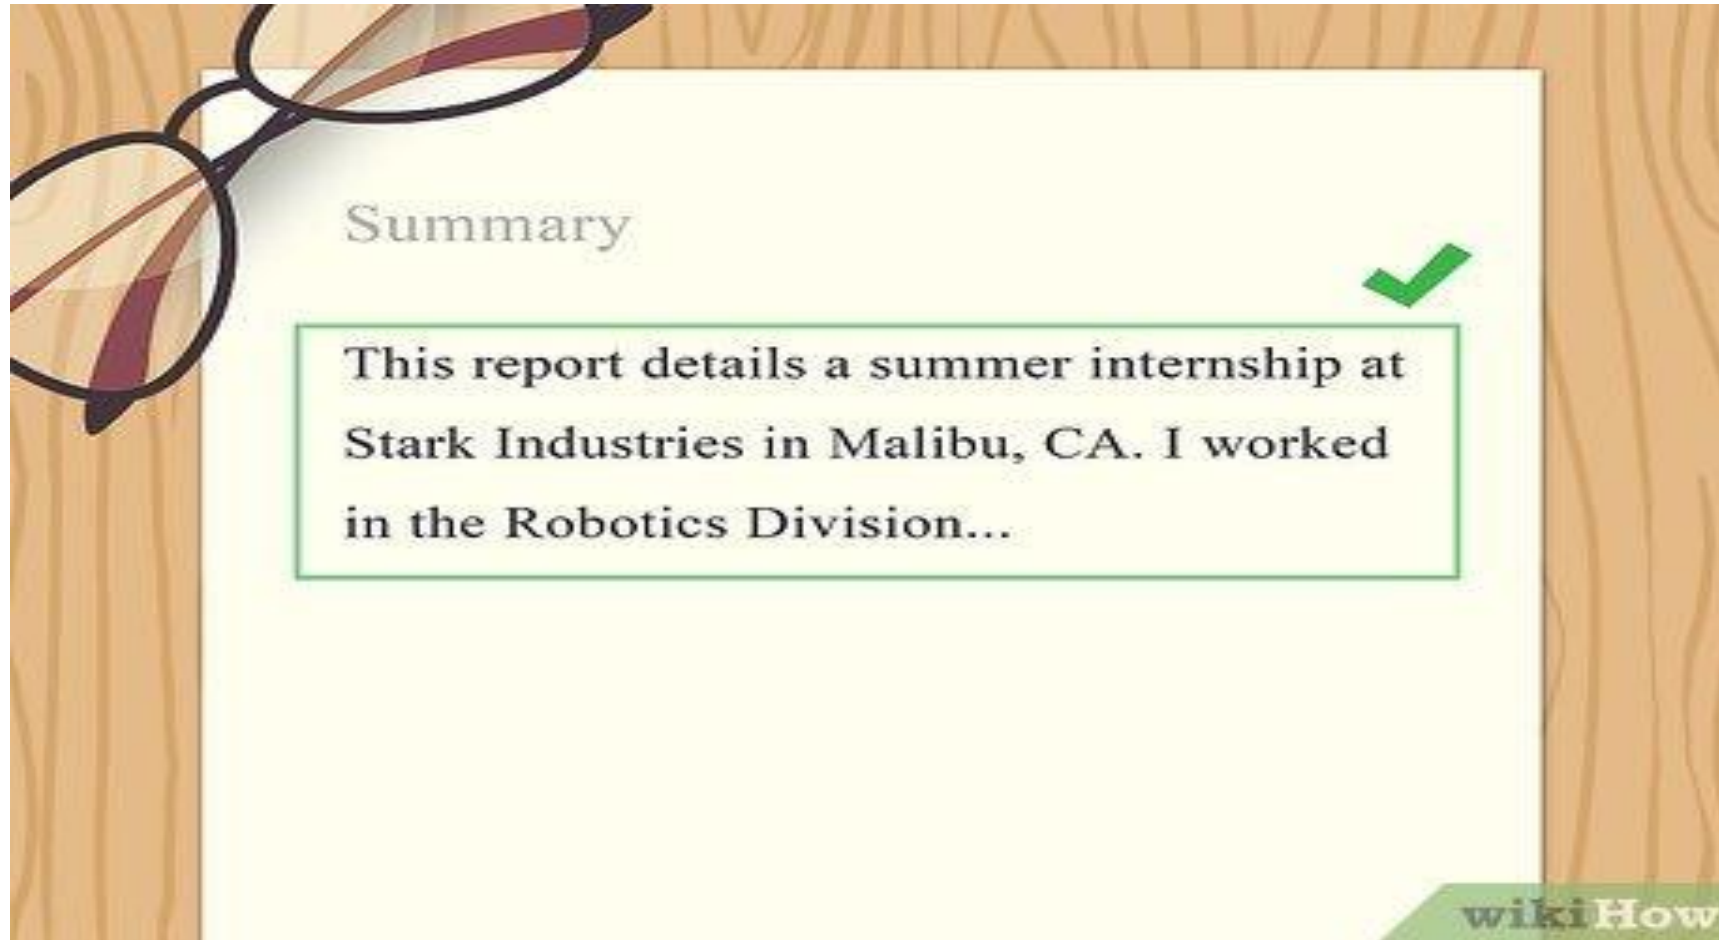 Summary
This report details a summer internship at
Stark Industries in Malibu, CA. I worked
in the Robotics Division...
wikiHow